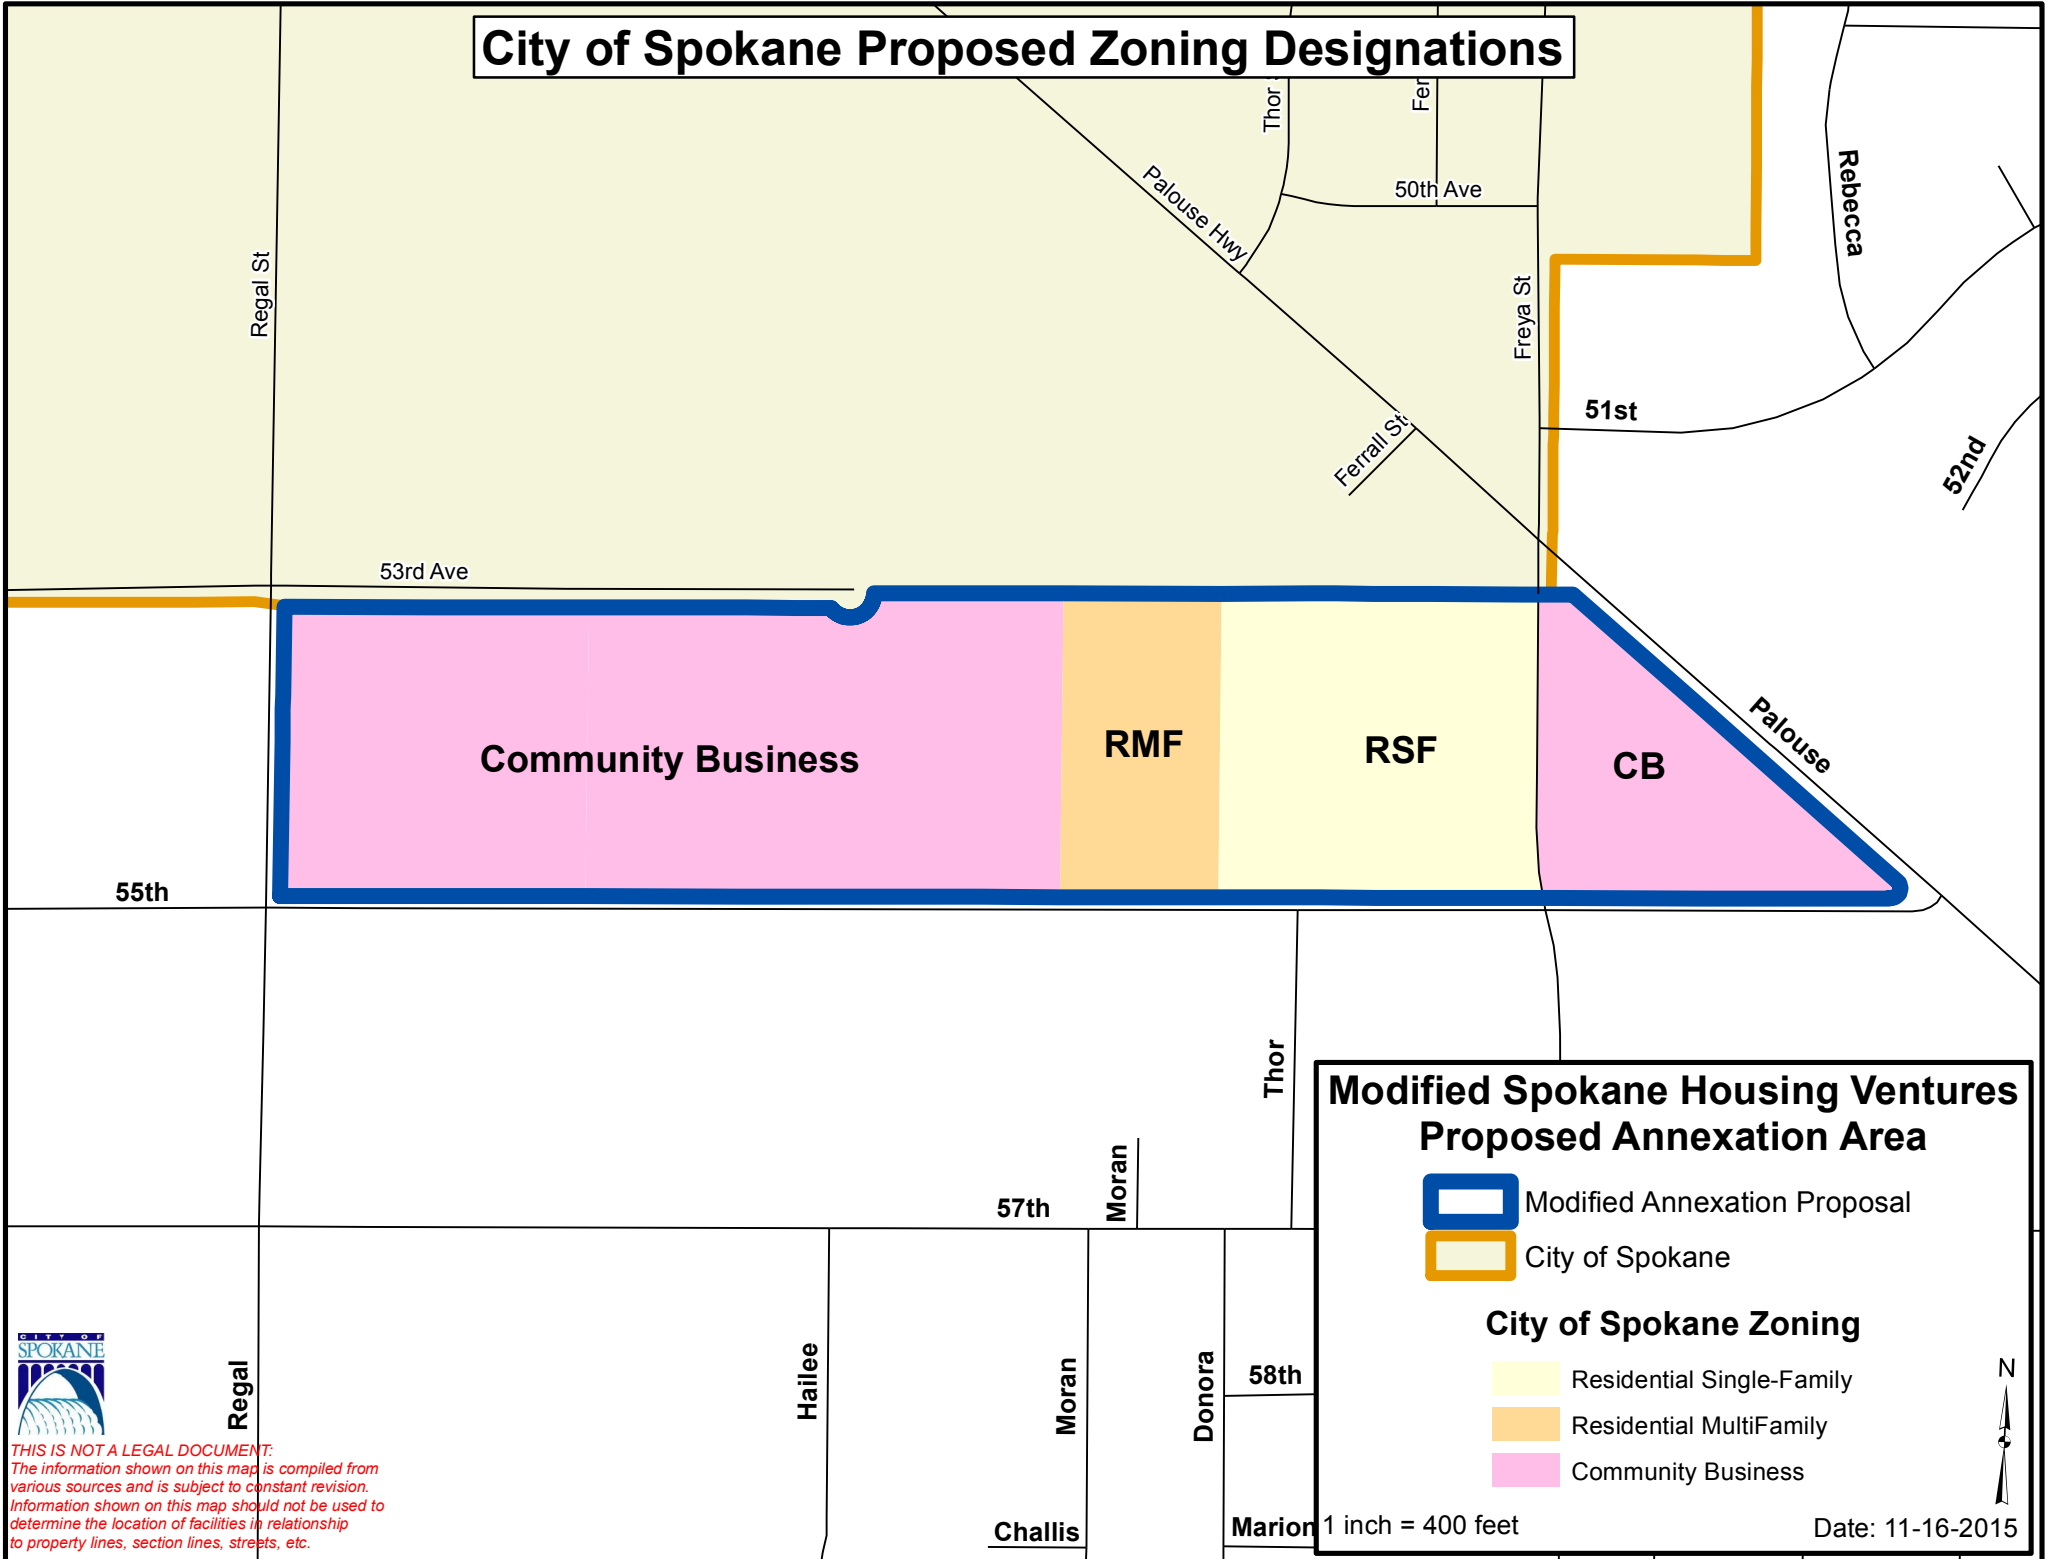 City of Spokane Proposed Zoning Designations
Thor
Fer
Rebecca
50th Ave
Palouse Hwy
Regal St
Freya St
51st
Ferrall St
52nd
53rd Ave
Community Business
RMF
RSF
CB
Palouse
55th
Thor
Moran
57th
Regal
Hailee
Moran
Donora
58th
Challis
Marion
Modified Spokane Housing Ventures
Proposed Annexation Area
Modified Annexation Proposal
City of Spokane
City of Spokane Zoning
Residential Single-Family
Residential MultiFamily
Community Business
N
1 inch = 400 feet
Date: 11-16-2015
CITY OF
SPOKANE
THIS IS NOT A LEGAL DOCUMENT:
The information shown on this map is compiled from
various sources and is subject to constant revision.
Information shown on this map should not be used to
determine the location of facilities in relationship
to property lines, section lines, streets, etc.